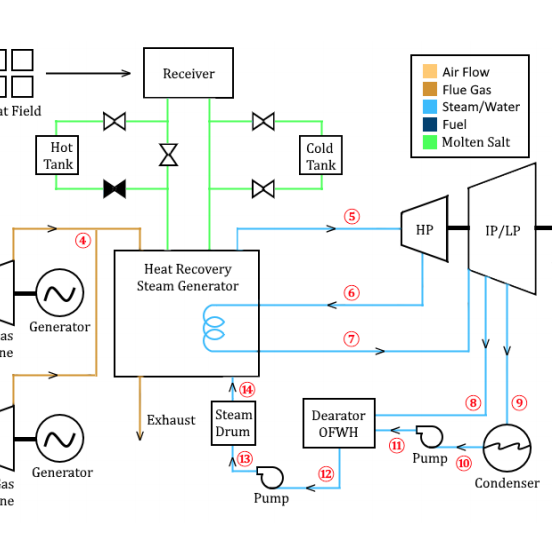 Receiver
at Field
Air Flow
Flue Gas
Steam/Water
Fuel
Molten Salt
Hot
Tank
Cold
Tank
④
⑤
HP
IP/LP
Heat Recovery
Steam Generator
⑥
⑦
Generator
as
ne
⑭
⑧
⑨
Exhaust
Steam
Drum
Dearator
OFWH
⑪
Pump
⑩
Condenser
Generator
⑬
⑫
Pump
Gas
ne